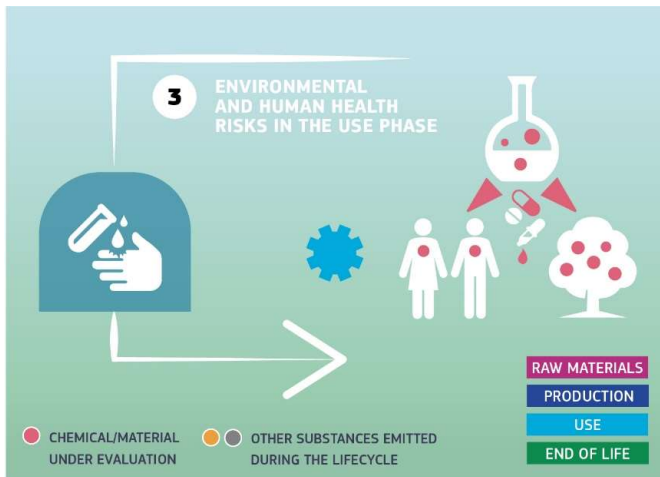 3
ENVIRONMENTAL
AND HUMAN HEALTH
RISKS IN THE USE PHASE
RAW MATERIALS
PRODUCTION
USE
END OF LIFE
CHEMICAL/MATERIAL
UNDER EVALUATION
OTHER SUBSTANCES EMITTED
DURING THE LIFECYCLE